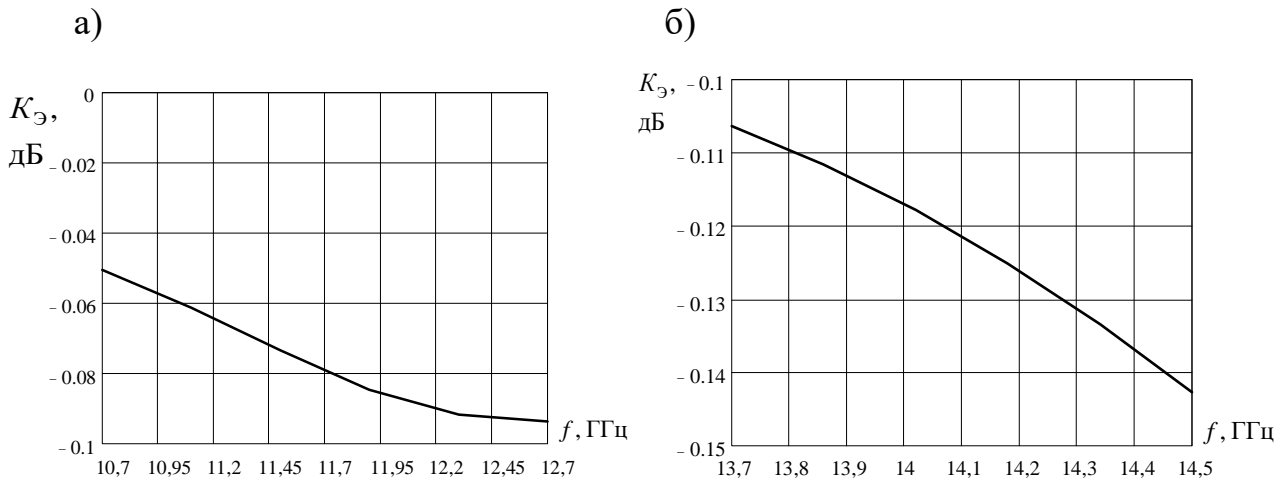 а)
Kэ,
дБ
0
− 0.02
− 0.04
− 0.06
− 0.08
− 0.1
f, ГГц
10,7 10,95 11,2 11,45 11,7 11,95 12,2 12,45 12,7
б)
Kэ,
дБ
− 0.1
− 0.11
− 0.12
− 0.13
− 0.14
− 0.15
f, ГГц
13,7 13,8 13,9 14 14,1 14,2 14,3 14,4 14,5